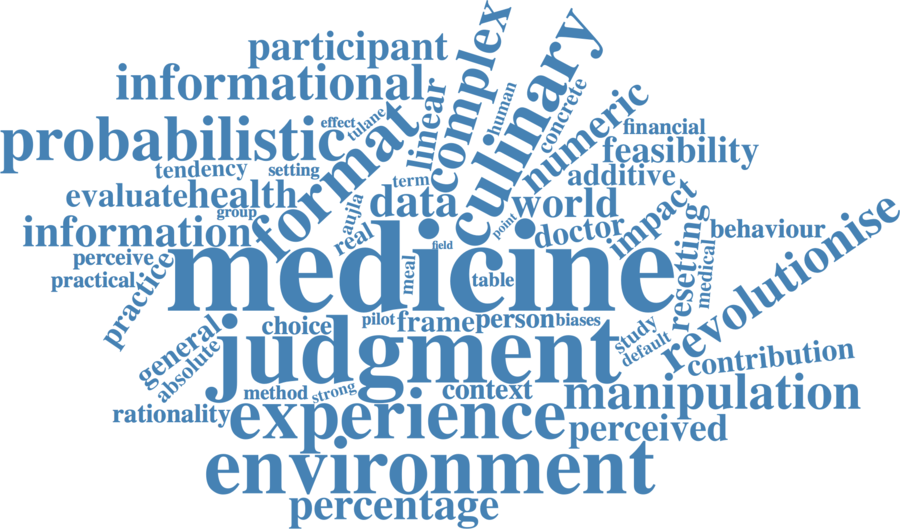 participant
complex
culinary
informational
linear
human
concrete
numeric
probabilistic
effect
tulane
format
financial
feasibility
tendency
setting
term
additive
evaluate
health
group
aujla
data
world
impact
point
information
real
field
doctor
behaviour
perceive
practical
practice
medicine
meal
table
resetting
medical
revolutionise
general
absolute
choice
pilot
frame
person
biases
study
default
judgment
contribution
method
strong
context
manipulation
rationality
experience
perceived
environment
percentage